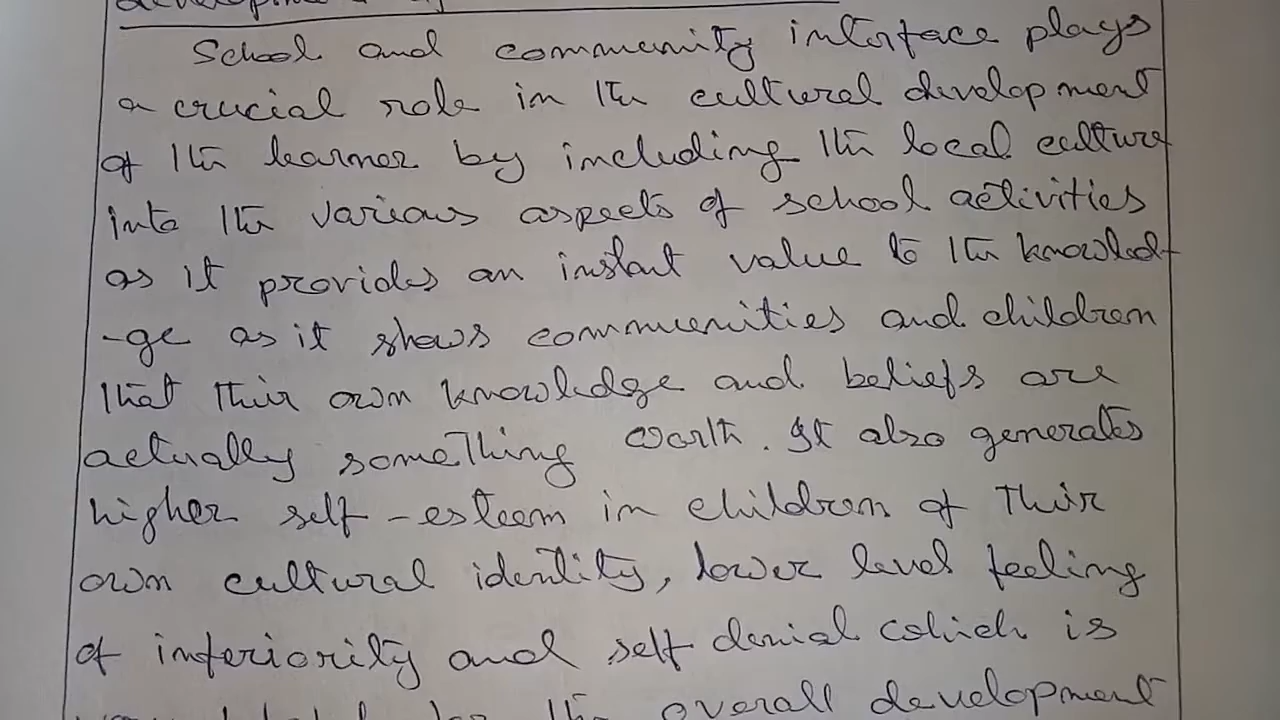 School and community interface plays
a crucial role in the cultural development
of the learner by including the local culture
into the various aspects of school activities
as it provides an instant value to the knowled-
-ge as it shows communities and children
that their own knowledge and beliefs are
actually something worth. It also generates
higher self-esteem in children of their
own cultural identity, lower level feeling
of inferiority and self denial which is
the overall development